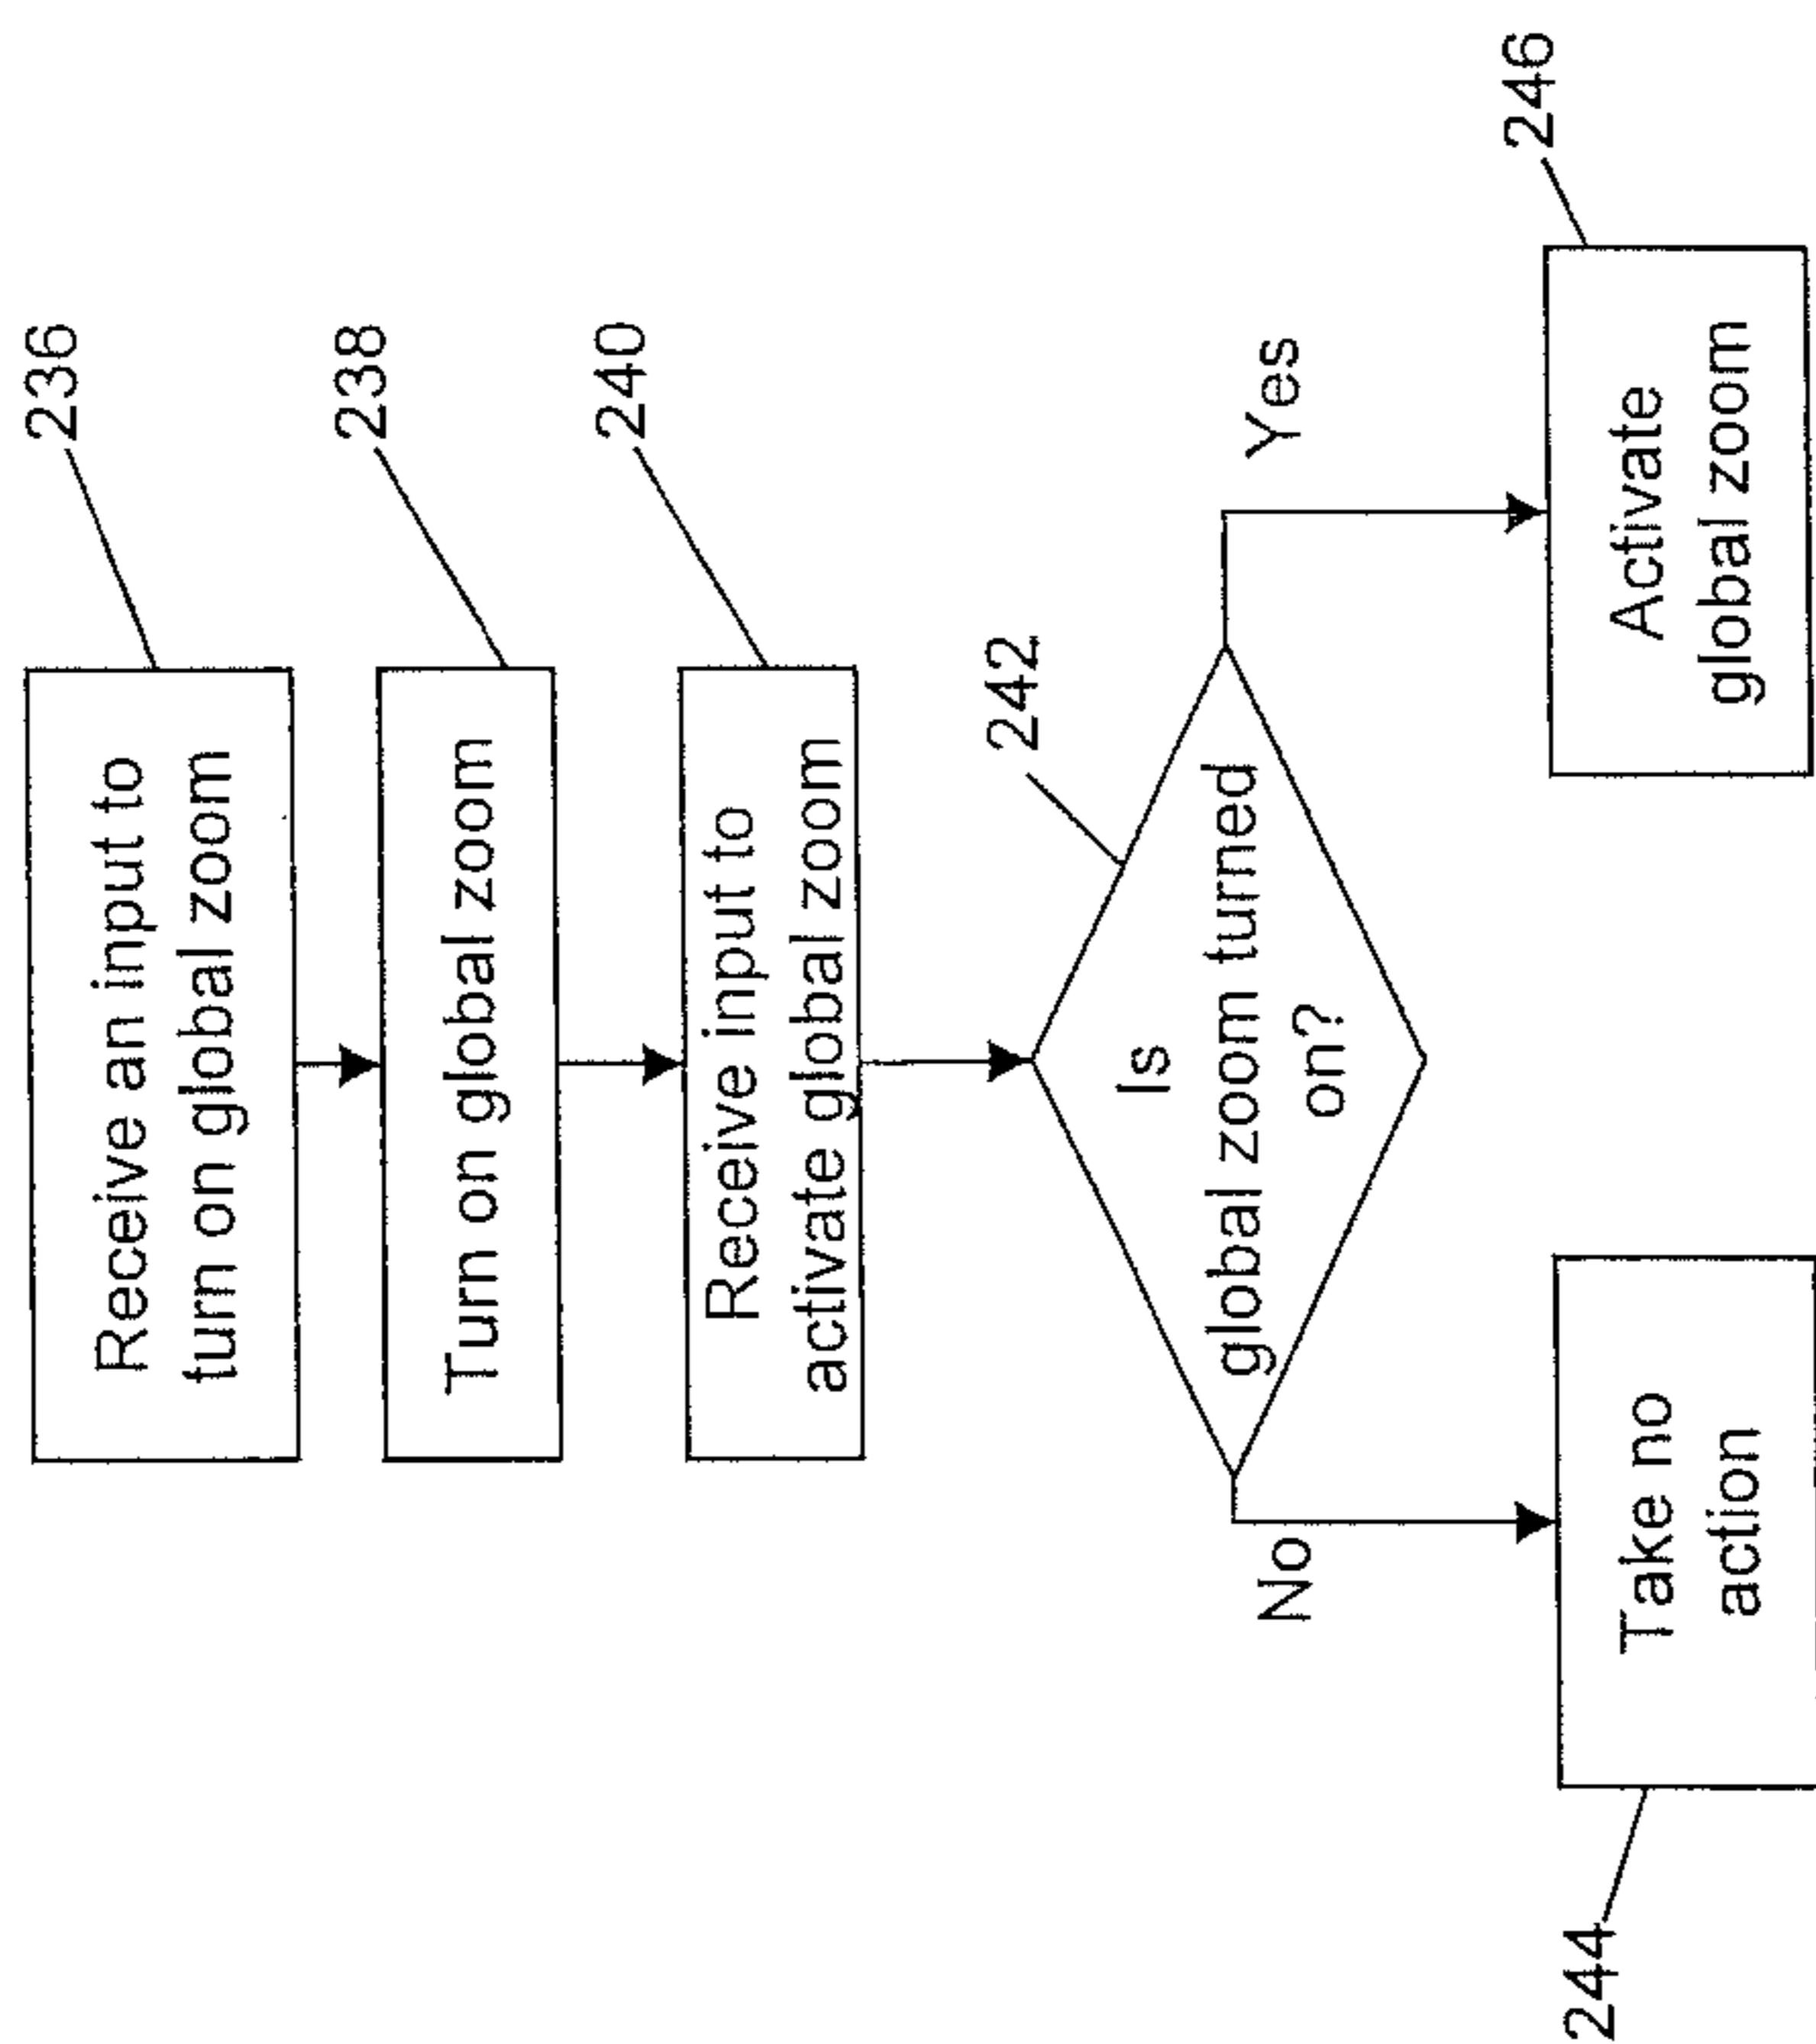 236
Receive an input to
turn on global zoom
238
Turn on global zoom
240
Receive input to
activate global zoom
242
Is
global zoom turned
on?
No
Yes
244
Take no
action
246
Activate
global zoom